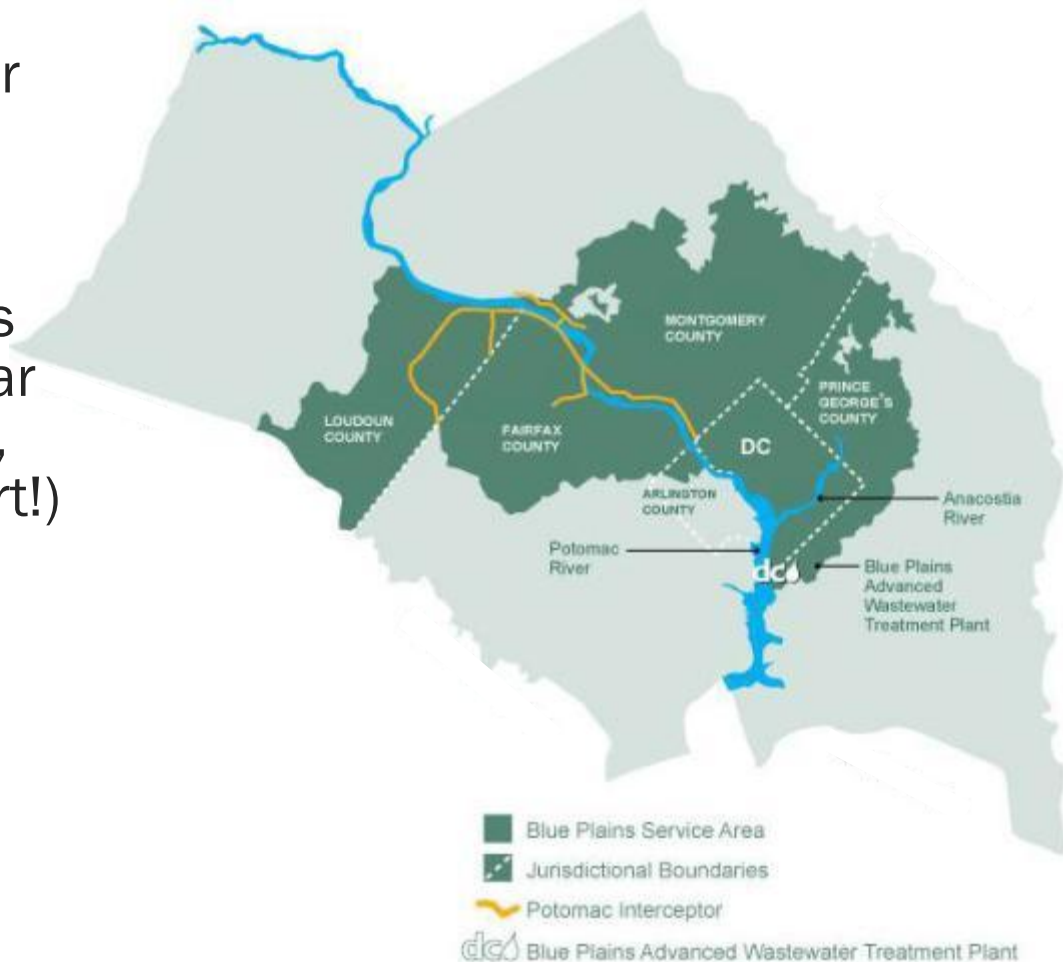 r
s
ar
,
rt!)
MONTGOMERY
COUNTY
PRINCE
GEORGE'S
COUNTY
LOUDOUN
COUNTY
FAIRFAX
COUNTY
DC
ARLINGTON
COUNTY
Anacostia
River
Potomac
River
dc
Blue Plains
Advanced
Wastewater
Treatment Plant
Blue Plains Service Area
Jurisdictional Boundaries
Potomac Interceptor
dc Blue Plains Advanced Wastewater Treatment Plant